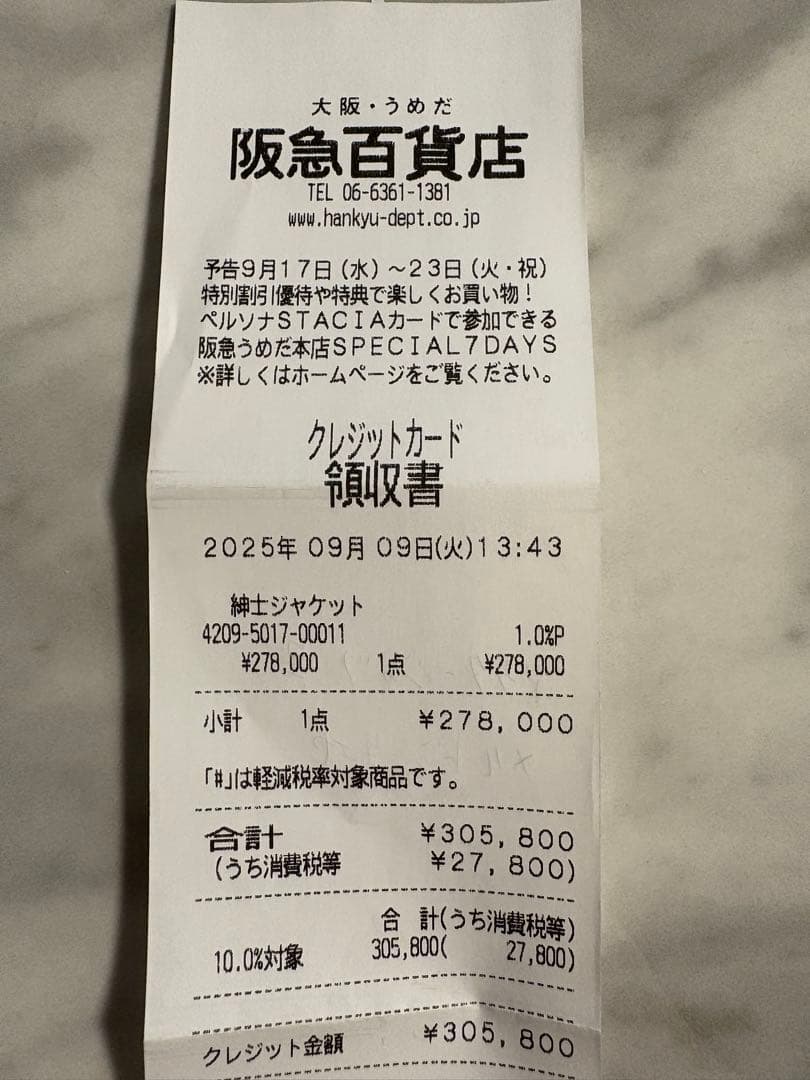 大阪・うめだ
阪急百貨店
TEL 06-6361-1381
www.hankyu-dept.co.jp
予告9月17日(水)～23日(火・祝)
特別割引優待や特典で楽しくお買い物！
ペルソナSTACIAカードで参加できる
阪急うめだ本店SPECIAL7DAYS
※詳しくはホームページをご覧ください。
クレジットカード
領収書
2025年 09月 09日(火)13:43
紳士ジャケット
4209-5017-00011 1.0%P
¥278,000 1点 ¥278,000
小計 1点 ¥278,000
「#」は軽減税率対象商品です。
合計 ¥305,800
(うち消費税等 ¥27,800)
合 計(うち消費税等)
10.0%対象 305,800( 27,800)
クレジット金額 ¥305,800